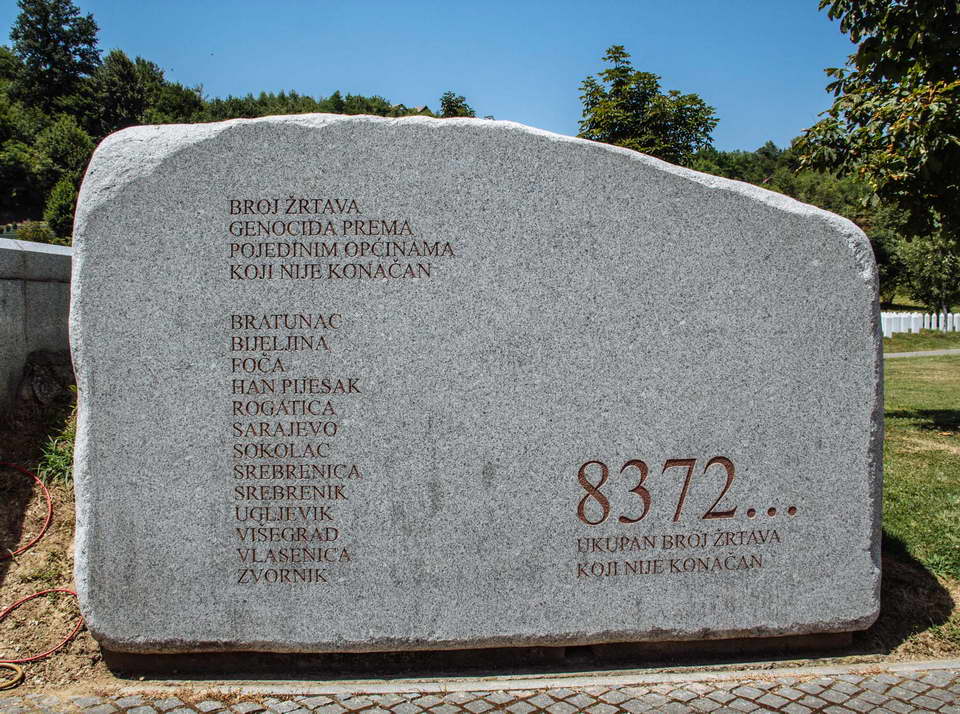 BROJ ŽRTAVA
GENOCIDA PREMA
POJEDINIM OPĆINAMA
KOJI NIJE KONAČAN
BRATUNAC
BIJELJINA
FOČA
HAN PIJESAK
ROGATICA
SARAJEVO
SOKOLAC
SREBRENICA
SREBRENIK
UGLJEVIK
VIŠEGRAD
VLASENICA
ZVORNIK
8372...
UKUPAN BROJ ŽRTAVA
KOJI NIJE KONAČAN